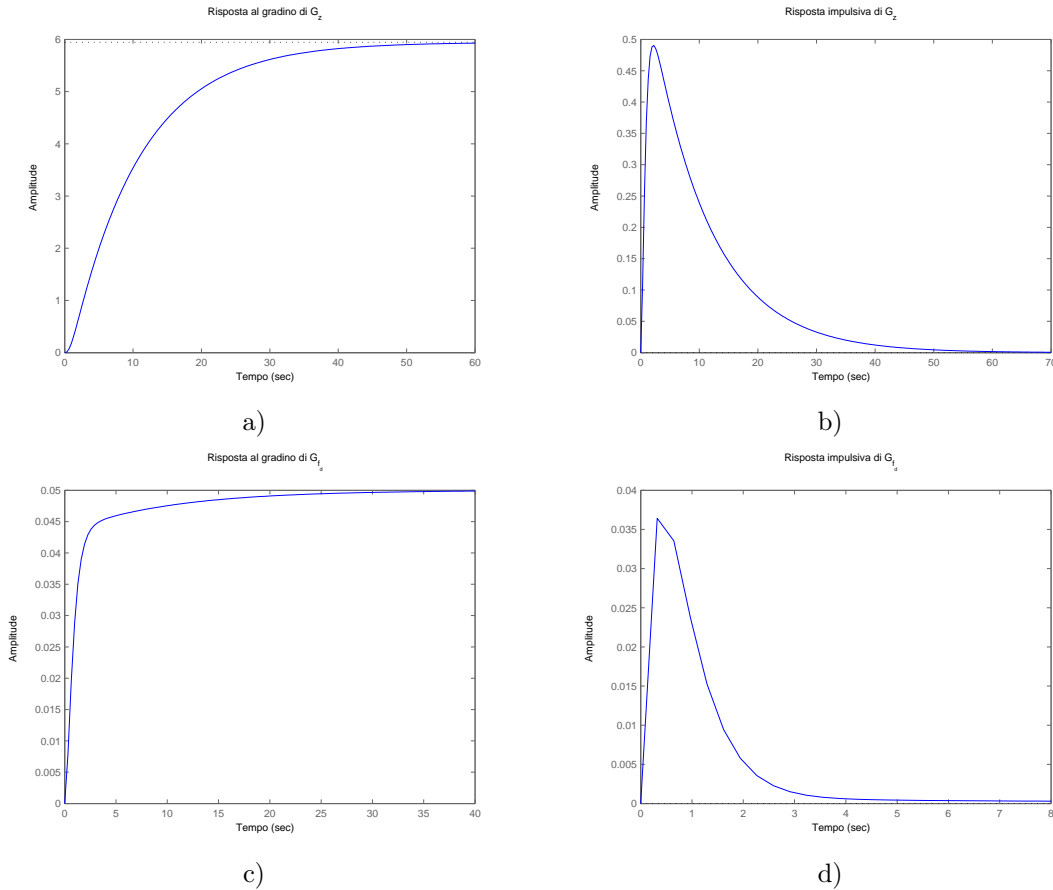 Risposta al gradino di G_z
6
5
4
3
2
1
0
Amplitude
0 10 20 30 40 50 60
Tempo (sec)
a)
Risposta impulsiva di G_z
0.5
0.45
0.4
0.35
0.3
0.25
0.2
0.15
0.1
0.05
0
Amplitude
0 10 20 30 40 50 60 70
Tempo (sec)
b)
Risposta al gradino di G_f_d
0.05
0.045
0.04
0.035
0.03
0.025
0.02
0.015
0.01
0.005
0
Amplitude
0 5 10 15 20 25 30 35 40
Tempo (sec)
c)
Risposta impulsiva di G_f_d
0.04
0.035
0.03
0.025
0.02
0.015
0.01
0.005
0
Amplitude
0 1 2 3 4 5 6 7 8
Tempo (sec)
d)